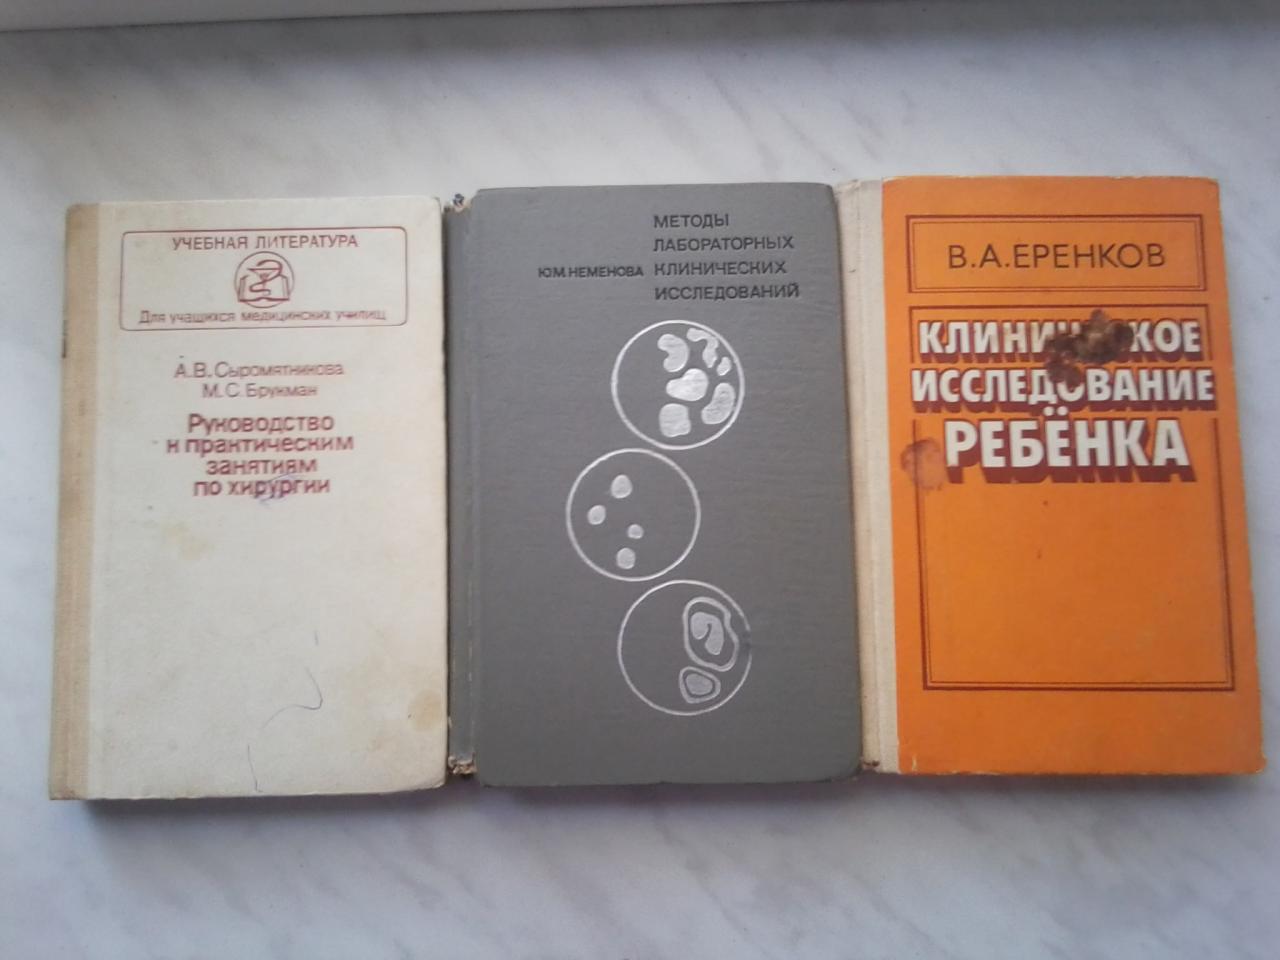 УЧЕБНАЯ ЛИТЕРАТУРА
Для учащихся медицинских училищ
А.В.Сыромятникова
М.С.Брукман
Руководство
к практическим
занятиям
по хирургии
Ю.М.НЕМЕНОВА
МЕТОДЫ
ЛАБОРАТОРНЫХ
КЛИНИЧЕСКИХ
ИССЛЕДОВАНИЙ
В.А.ЕРЕНКОВ
КЛИНИЧЕСКОЕ
ИССЛЕДОВАНИЕ
РЕБЁНКА